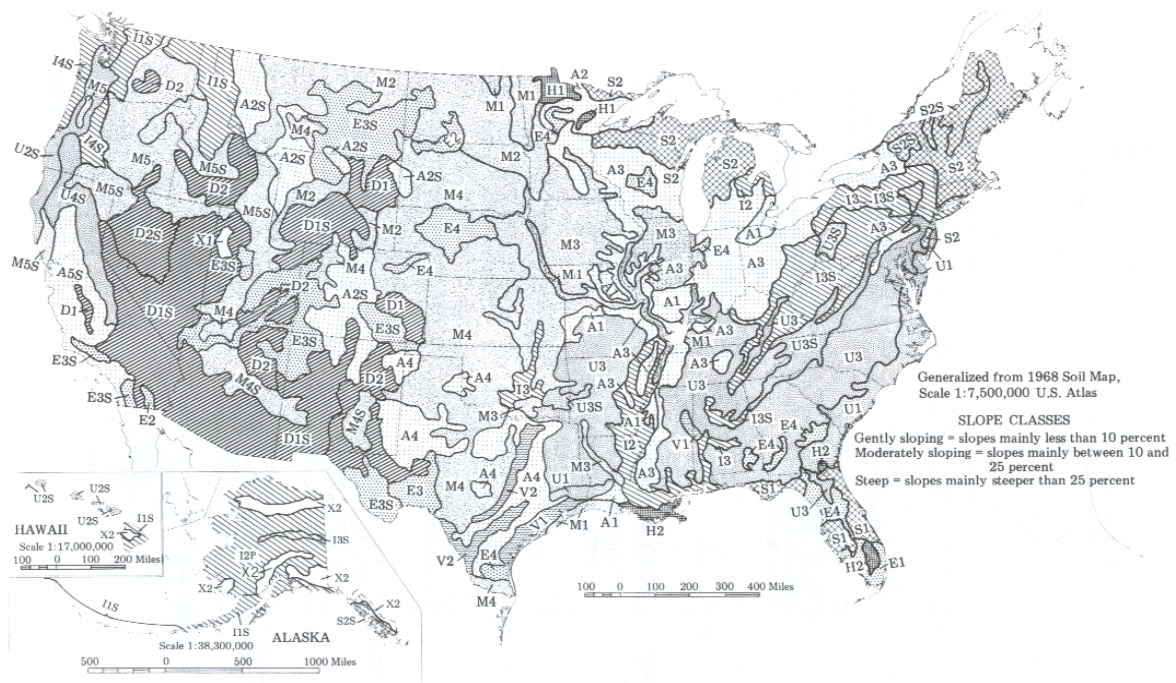 I1S
I4S
M5
D2
I1S
A2S
M2
M1
M1
H1
A2
S2
H1
E4
E3S
M4
A2S
A2S
E2
M2
S2
S2
S2
A3
E4
S2S
S2S
S2
A3
U2S
I4S
M5
M5S
D2
M5S
U4S
D1
A2S
M4
M2
D1S
M2
M5S
D2S
X1
E3S
E4
M3
I2
A1
M3
E4
A3
A3
I3
I3S
I3S
A3
S2
U1
M5S
A5S
D1
D1S
M4
D2
M4
A2S
E4
D1
E3S
E3S
M4
M1
A1
I3S
A1
A3
M1
U3
U3S
U3
E3S
D2
M4S
D2
A4
A4
I3
U3
A3
A3
A3
U3
E3S
E2
D1S
M4S
A4
M3
U3S
A1
I2
V1
I3S
I3
E4
E4
U1
H2
E3S
E3
M4
A4
A4
V2
U1
M3
A3
S1
U3
E4
S1
S1
H2
E1
V2
E4
V1
M1
A1
H2
M4
Generalized from 1968 Soil Map,
Scale 1:7,500,000 U.S. Atlas
SLOPE CLASSES
Gently sloping = slopes mainly less than 10 percent
Moderately sloping = slopes mainly between 10 and
25 percent
Steep = slopes mainly steeper than 25 percent
100 0 100 200 300 400 Miles
U2S
U2S
U2S
I1S
X2
HAWAII
Scale 1:17,000,000
100 0 100 200 Miles
X2
I3S
I2P
X2
X2
X2
X2
S2S
I1S
I1S
ALASKA
Scale 1:38,300,000
500 0 500 1000 Miles